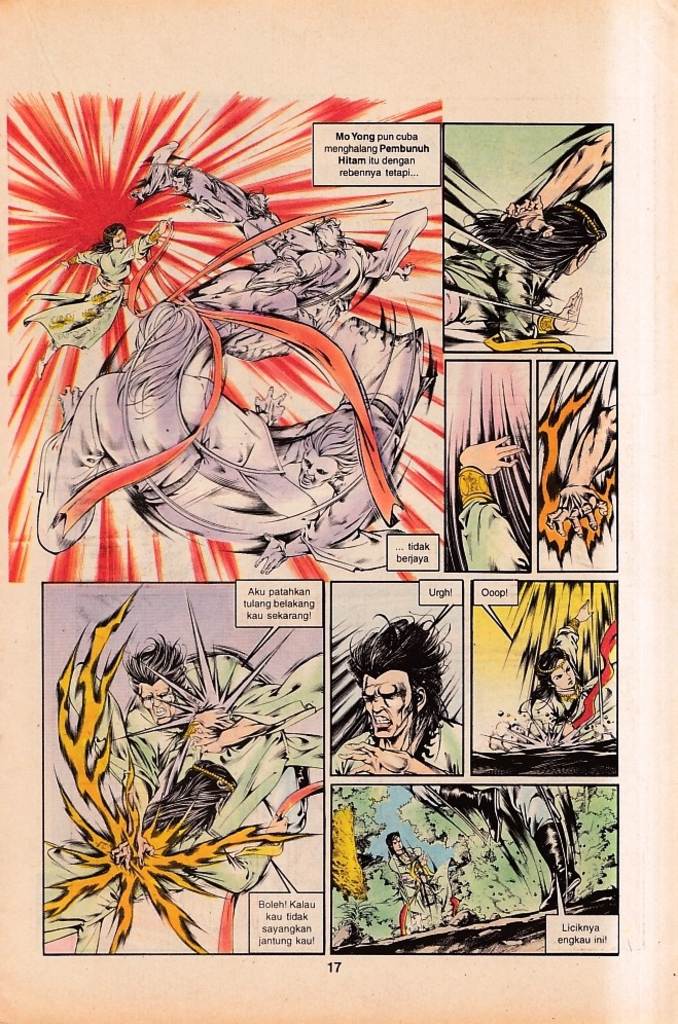 Mo Yong pun cuba
menghalang Pembunuh
Hitam itu dengan
rebennya tetapi...
... tidak
berjaya
Aku patahkan
tulang belakang
kau sekarang!
Boleh! Kalau
kau tidak
sayangkan
jantung kau!
Urgh!
Ooop!
Liciknya
engkau ini!
17